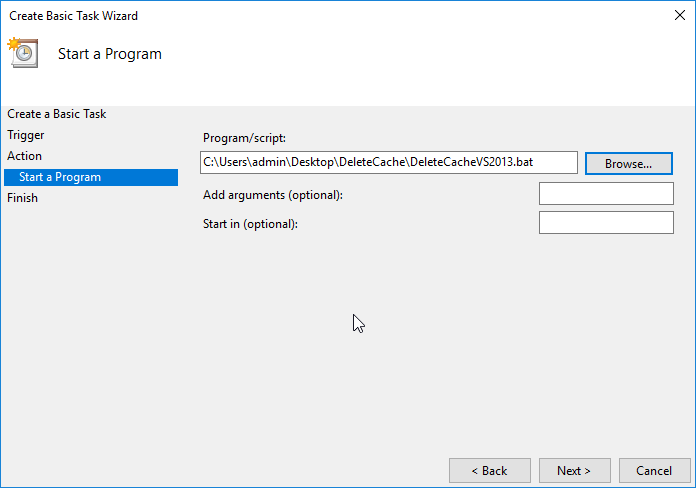 Create Basic Task Wizard
Start a Program
Create a Basic Task
Trigger
Action
Start a Program
Finish
Program/script:
C:\Users\admin\Desktop\DeleteCache\DeleteCacheVS2013.bat
Browse...
Add arguments (optional):
Start in (optional):
< Back
Next >
Cancel